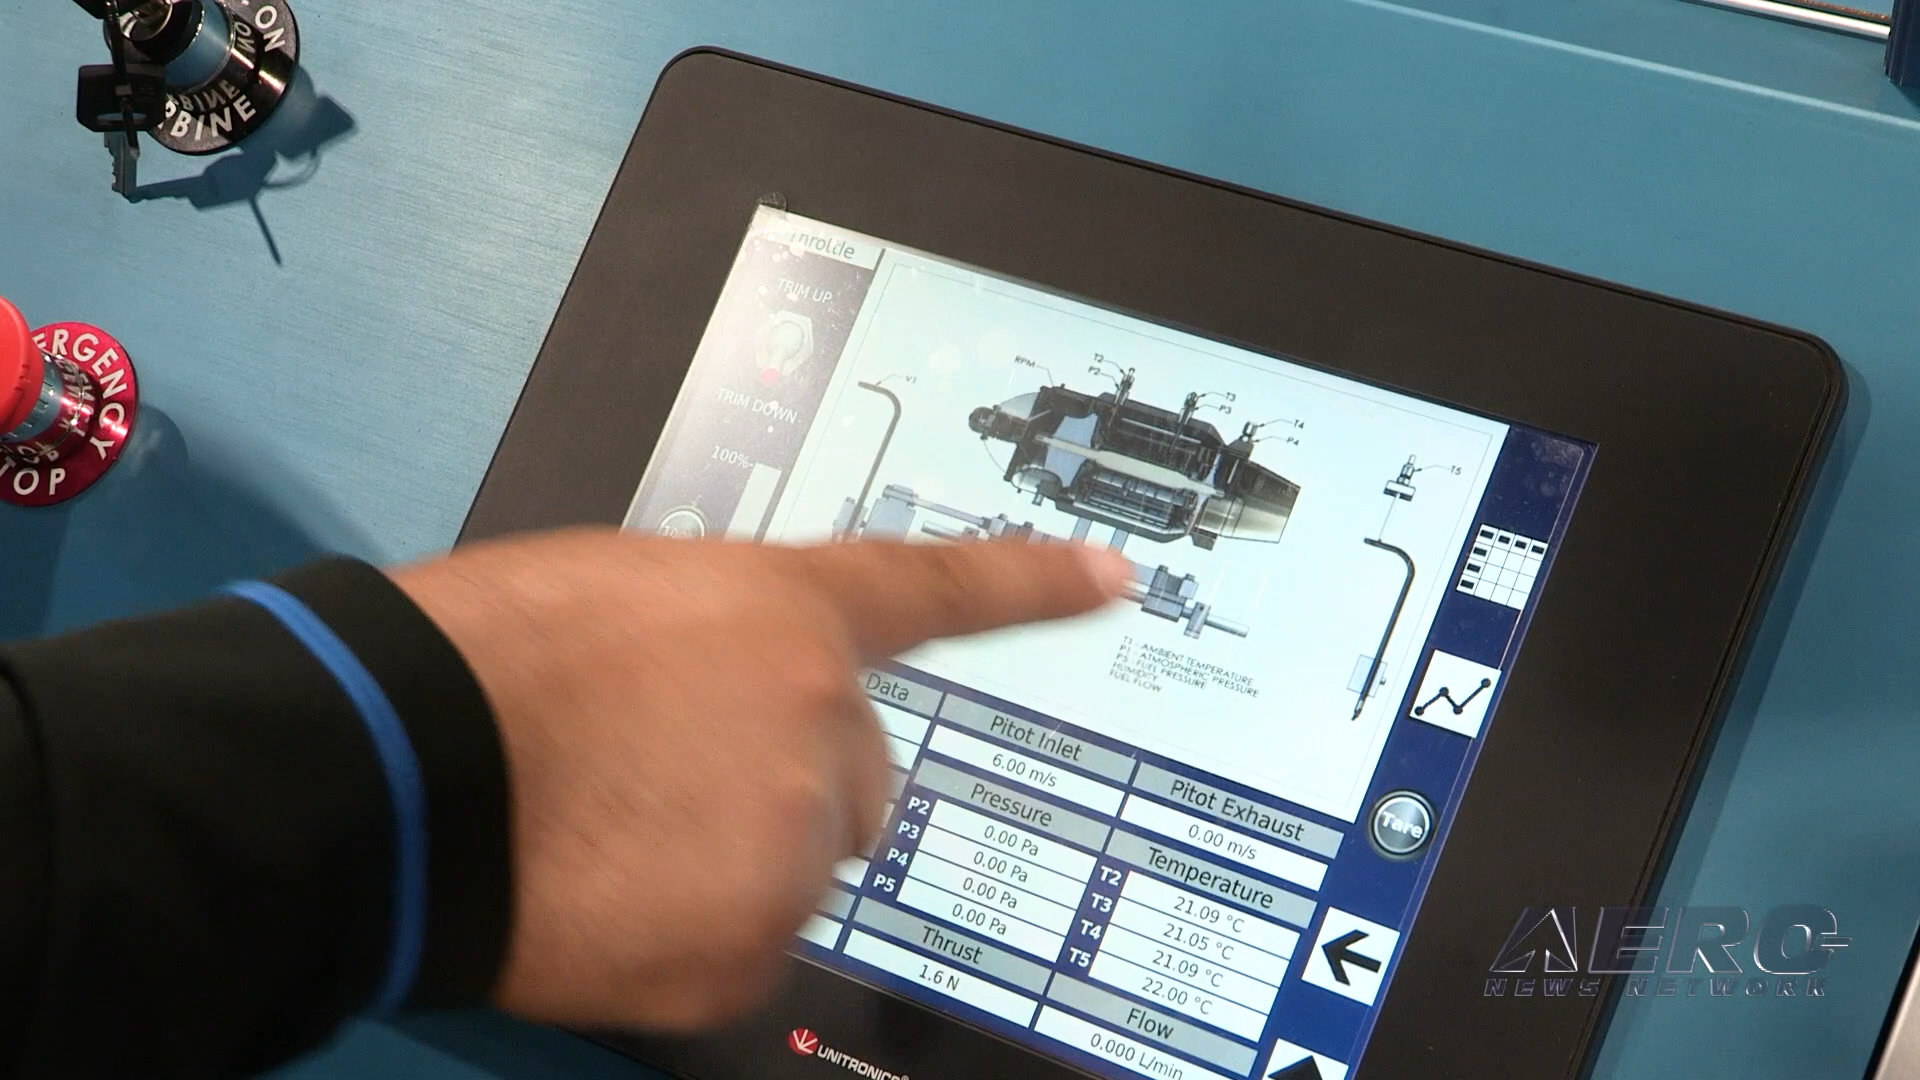 ON
TURBINE
EMERGENCY
STOP
TRIM UP
TRIM DOWN
100%
100%
RPM
V1
T2
P2
T3
P3
T4
P4
T5
T1 - AMBIENT TEMPERATURE
P1 - ATMOSPHERIC PRESSURE
P5 - FUEL PRESSURE
HUMIDITY
FUEL FLOW
Data
Pitot Inlet
6.00 m/s
Pitot Exhaust
0.00 m/s
Pressure
P2 0.00 Pa
P3 0.00 Pa
P4 0.00 Pa
P5 0.00 Pa
Temperature
T2 21.09 °C
T3 21.05 °C
T4 21.09 °C
T5 22.00 °C
Thrust
1.6 N
Flow
0.000 L/min
Tare
UNITRONICS®
AERO
NEWS NETWORK